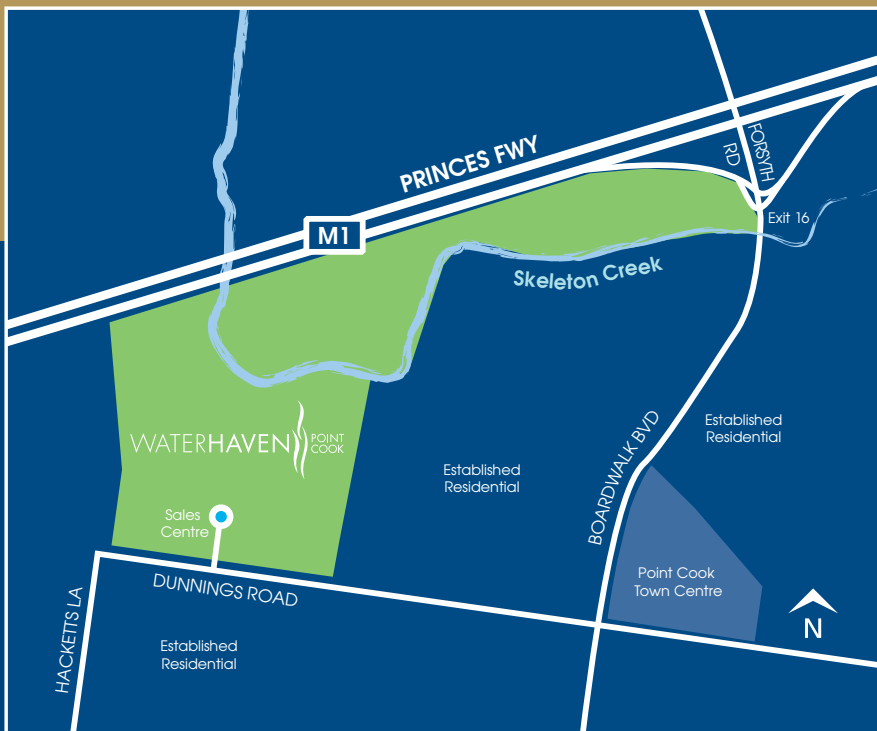 PRINCES FWY
M1
FORSYTH
RD
Exit 16
Skeleton Creek
WATERHAVEN
POINT
COOK
Established
Residential
BOARDWALK BVD
Established
Residential
Sales
Centre
DUNNINGS ROAD
Point Cook
Town Centre
N
HACKETTS LA
Established
Residential